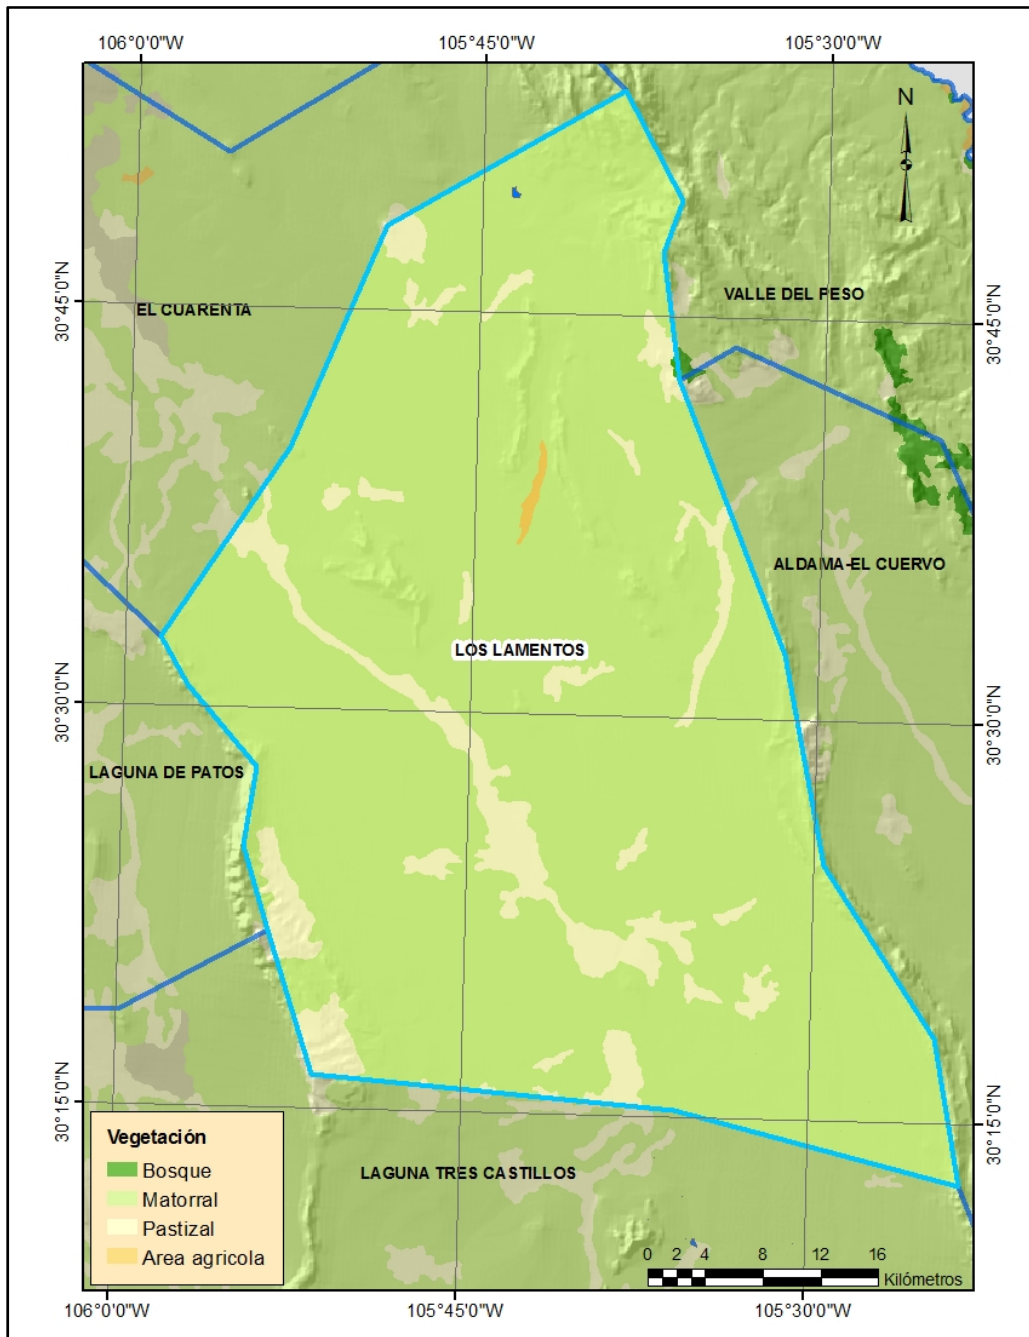 106°0'0"W
105°45'0"W
105°30'0"W
N
30°45'0"N
EL CUARENTA
VALLE DEL PESO
30°45'0"N
ALDAMA-EL CUERVO
LOS LAMENTOS
30°30'0"N
30°30'0"N
LAGUNA DE PATOS
30°15'0"N
30°15'0"N
Vegetación
Bosque
Matorral
Pastizal
Area agricola
LAGUNA TRES CASTILLOS
0 2 4 8 12 16
Kilómetros
106°0'0"W
105°45'0"W
105°30'0"W